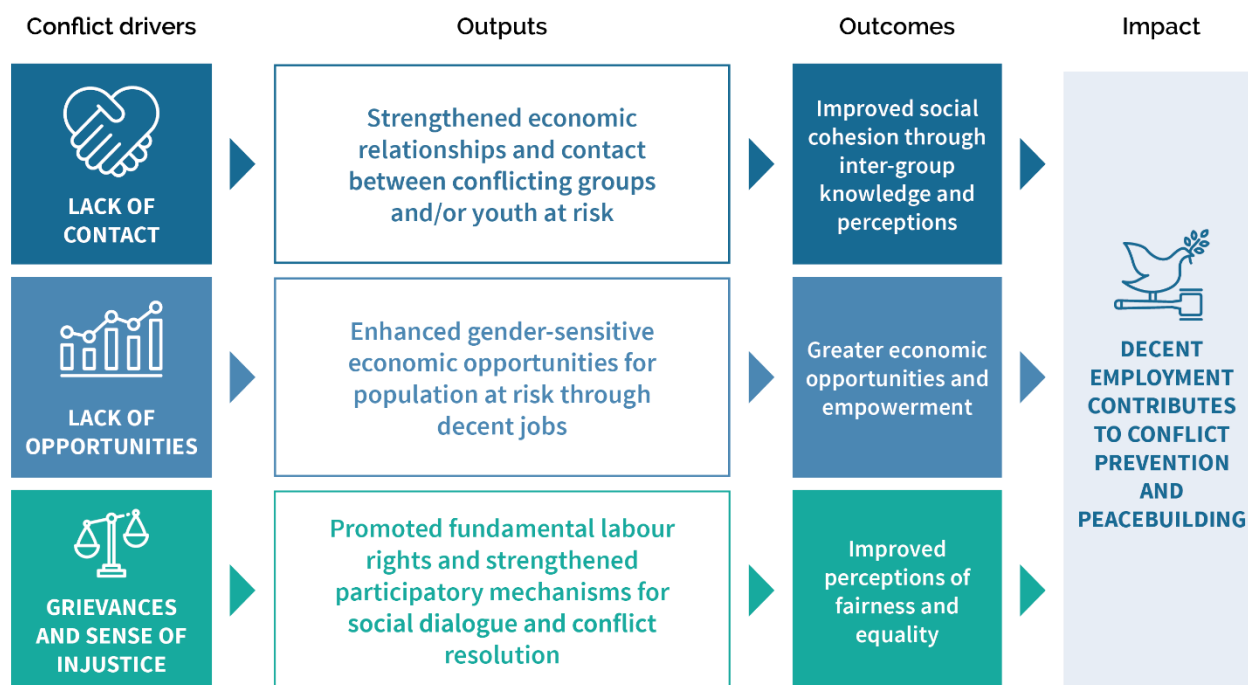 Conflict drivers
Outputs
Outcomes
Impact
LACK OF
CONTACT
Strengthened economic
relationships and contact
between conflicting groups
and/or youth at risk
Improved social
cohesion through
inter-group
knowledge and
perceptions
LACK OF
OPPORTUNITIES
Enhanced gender-sensitive
economic opportunities for
population at risk through
decent jobs
Greater economic
opportunities and
empowerment
GRIEVANCES
AND SENSE OF
INJUSTICE
Promoted fundamental labour
rights and strengthened
participatory mechanisms for
social dialogue and conflict
resolution
Improved
perceptions of
fairness and
equality
DECENT
EMPLOYMENT
CONTRIBUTES
TO CONFLICT
PREVENTION
AND
PEACEBUILDING